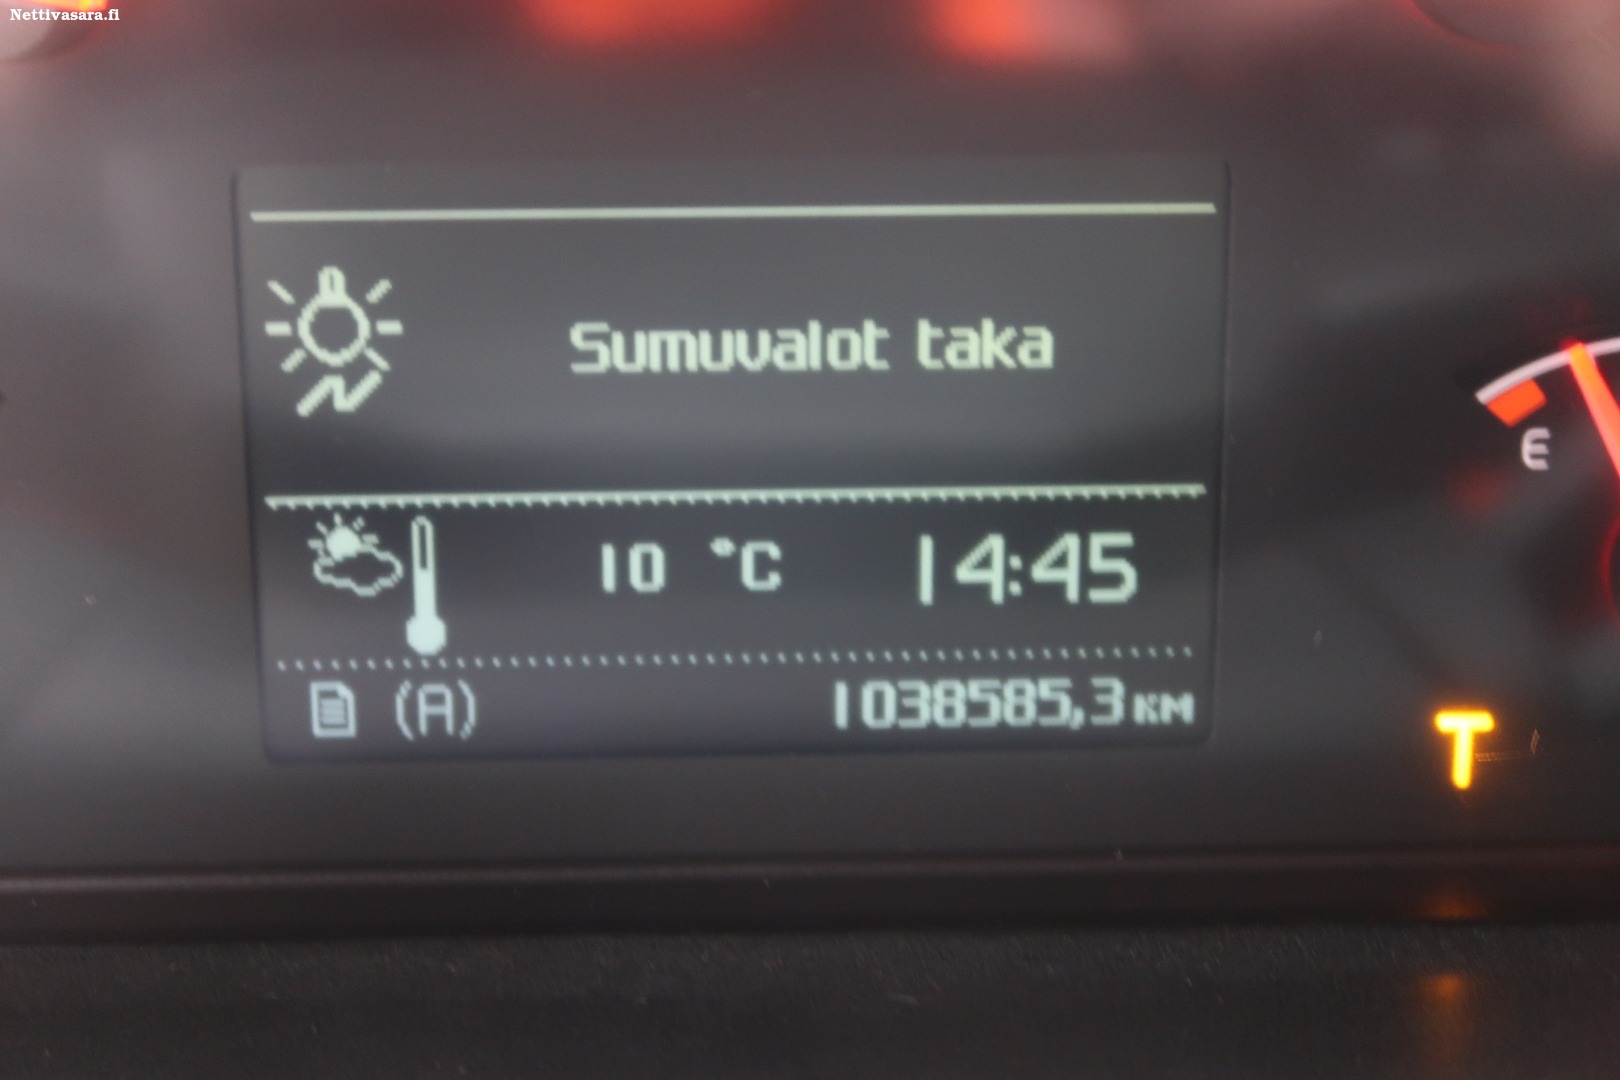 Nettivasara.fi
Sumuvalot taka
E
10 °C 14:45
(A) 1038585,3 KM
T